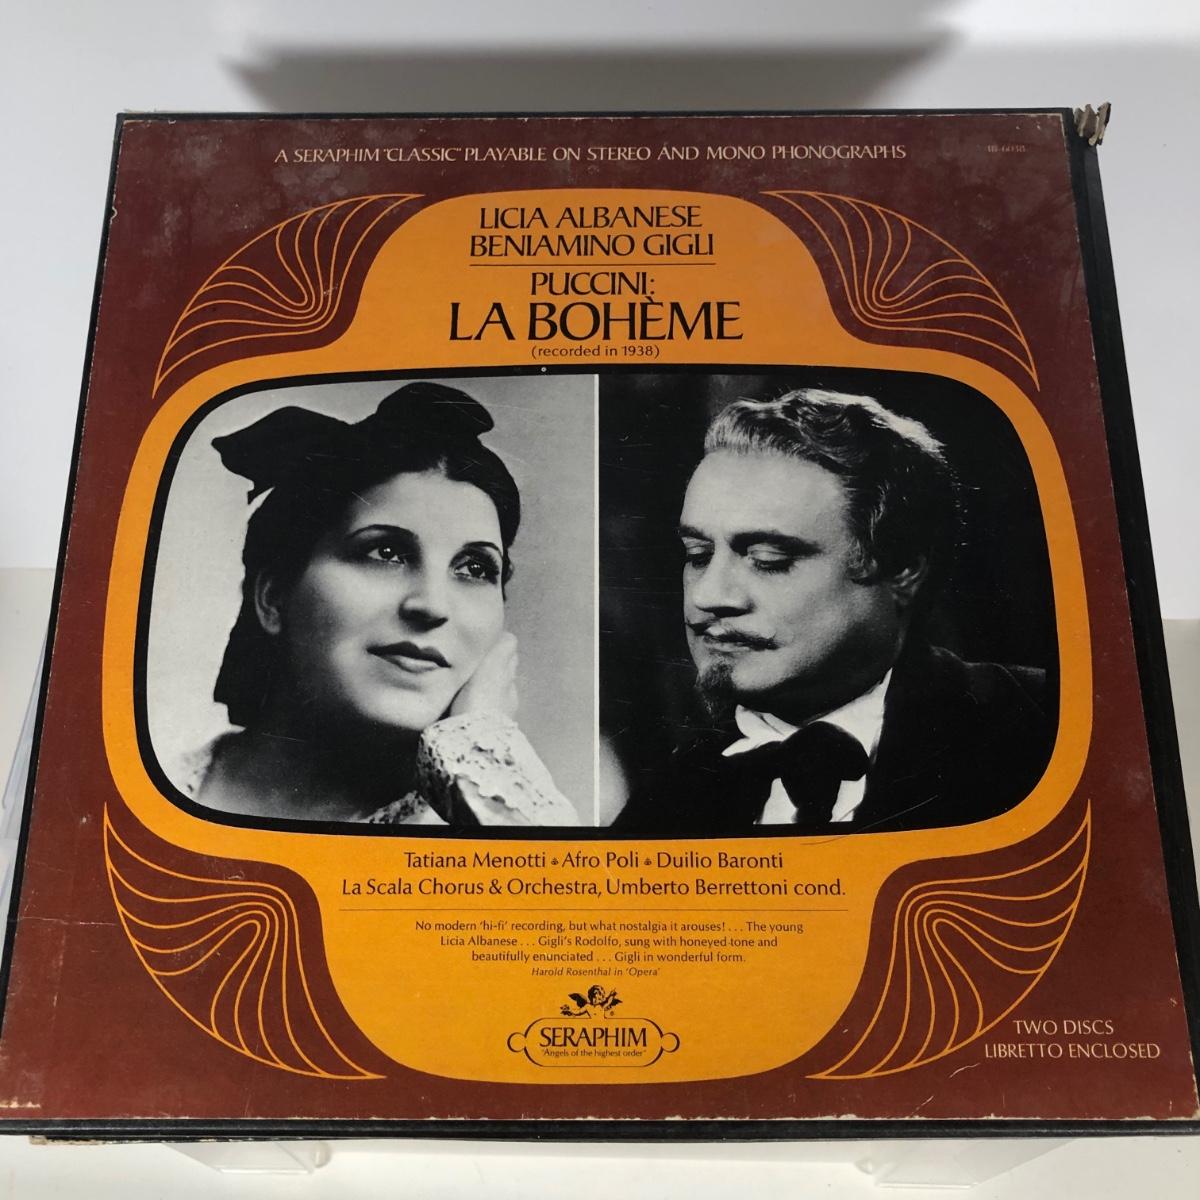 A SERAPHIM "CLASSIC" PLAYABLE ON STEREO AND MONO PHONOGRAPHS
IB-6038
LICIA ALBANESE
BENIAMINO GIGLI
PUCCINI:
LA BOHÈME
(recorded in 1938)
Tatiana Menotti Afro Poli Duilio Baronti
La Scala Chorus & Orchestra, Umberto Berrettoni cond.
No modern 'hi-fi' recording, but what nostalgia it arouses! . . . The young
Licia Albanese . . . Gigli's Rodolfo, sung with honeyed tone and
beautifully enunciated . . . Gigli in wonderful form.
Harold Rosenthal in 'Opera'
SERAPHIM
"Angels of the highest order"
TWO DISCS
LIBRETTO ENCLOSED